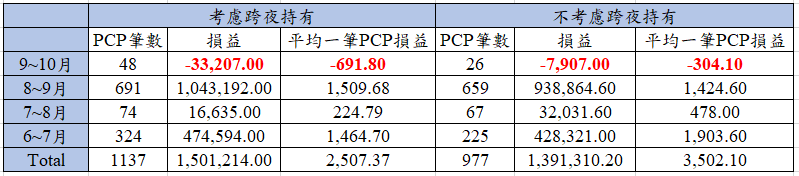 考慮跨夜持有 不考慮跨夜持有
PCP筆數 損益 平均一筆PCP損益 PCP筆數 損益 平均一筆PCP損益
9~10月 48 -33,207.00 -691.80 26 -7,907.00 -304.10
8~9月 691 1,043,192.00 1,509.68 659 938,864.60 1,424.60
7~8月 74 16,635.00 224.79 67 32,031.60 478.00
6~7月 324 474,594.00 1,464.70 225 428,321.00 1,903.60
Total 1137 1,501,214.00 2,507.37 977 1,391,310.20 3,502.10